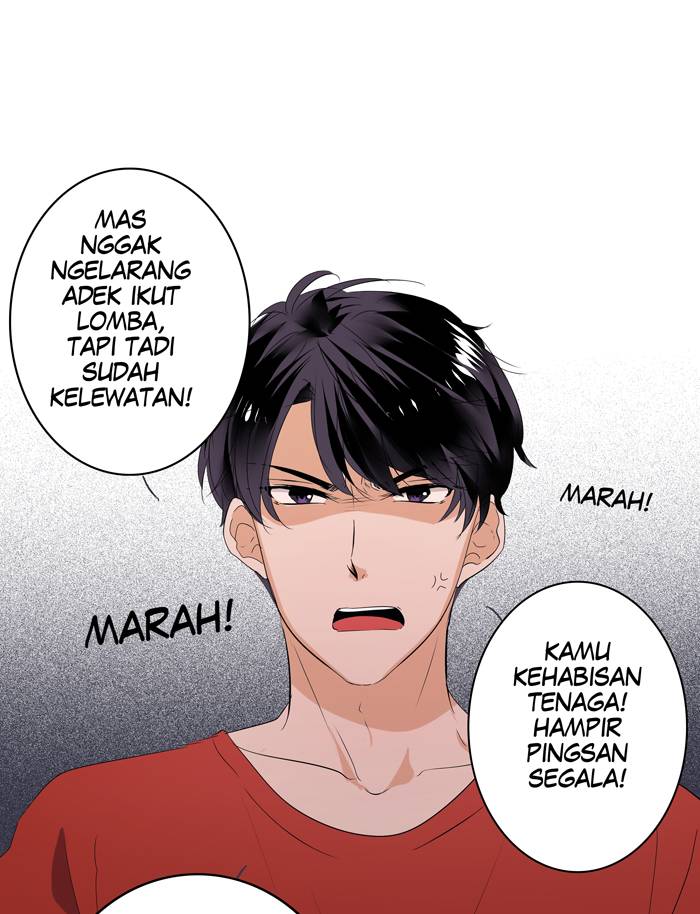 MAS
NGGAK
NGELARANG
ADEK IKUT
LOMBA,
TAPI TADI
SUDAH
KELEWATAN!
MARAH!
MARAH!
KAMU
KEHABISAN
TENAGA!
HAMPIR
PINGSAN
SEGALA!